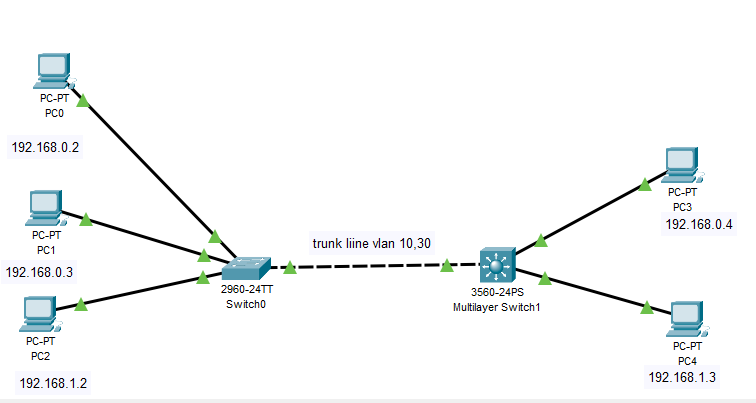 PC-PT
PC0
192.168.0.2
PC-PT
PC1
192.168.0.3
PC-PT
PC2
192.168.1.2
2960-24TT
Switch0
trunk liine vlan 10,30
3560-24PS
Multilayer Switch1
PC-PT
PC3
192.168.0.4
PC-PT
PC4
192.168.1.3